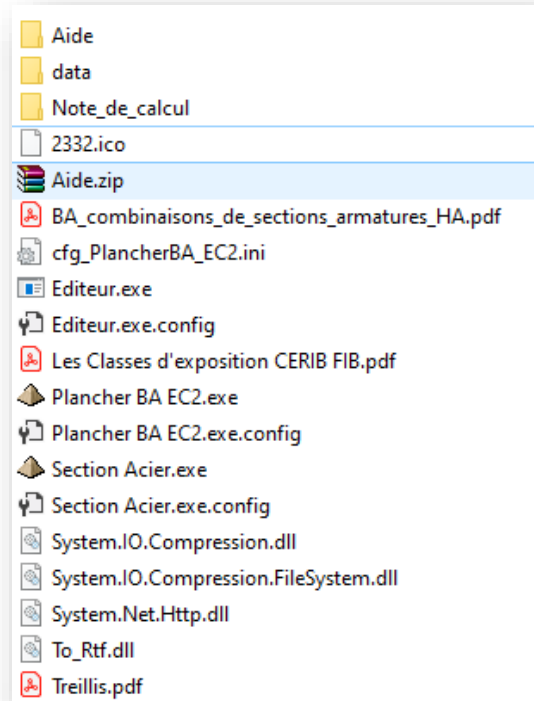 Aide
data
Note_de_calcul
2332.ico
Aide.zip
BA_combinaisons_de_sections_armatures_HA.pdf
cfg_PlancherBA_EC2.ini
Editeur.exe
Editeur.exe.config
Les Classes d'exposition CERIB FIB.pdf
Plancher BA EC2.exe
Plancher BA EC2.exe.config
Section Acier.exe
Section Acier.exe.config
System.IO.Compression.dll
System.IO.Compression.FileSystem.dll
System.Net.Http.dll
To_Rtf.dll
Treillis.pdf